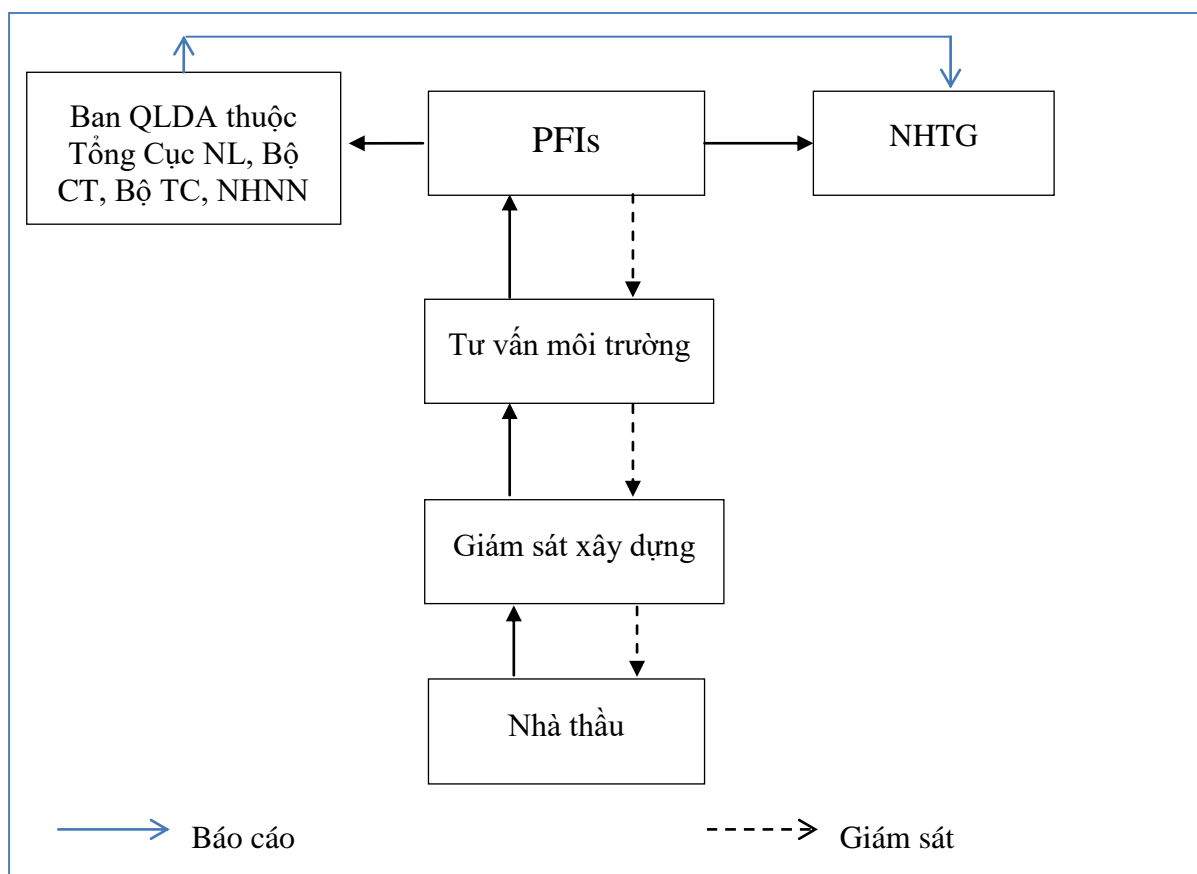 Ban QLDA thuộc
Tổng Cục NL, Bộ
CT, Bộ TC, NHNN
PFIs
NHTG
Tư vấn môi trường
Giám sát xây dựng
Nhà thầu
Báo cáo
Giám sát